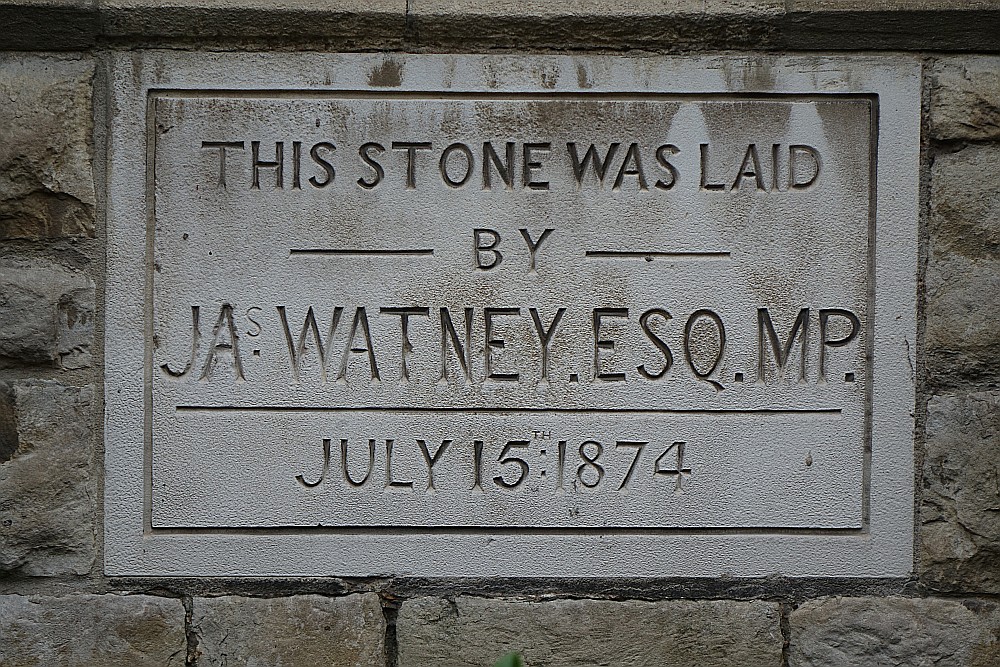 THIS STONE WAS LAID
BY
JAS. WATNEY. ESQ. MP.
JULY 15TH: 1874